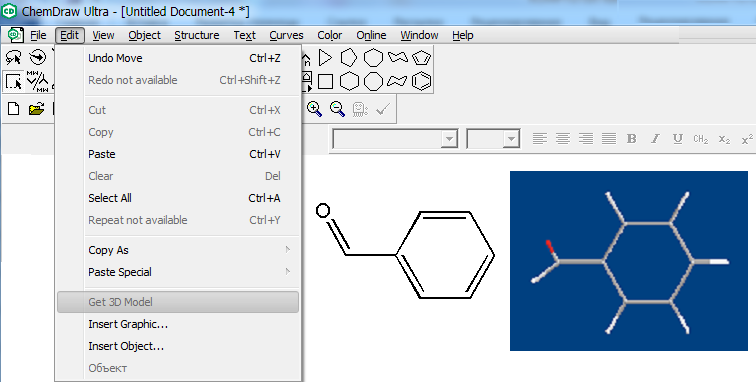 ChemDraw Ultra - [Untitled Document-4 *]
File Edit View Object Structure Text Curves Color Online Window Help
Undo Move Ctrl+Z
Redo not available Ctrl+Shift+Z
Cut Ctrl+X
Copy Ctrl+C
Paste Ctrl+V
Clear Del
Select All Ctrl+A
Repeat not available Ctrl+Y
Copy As
Paste Special
Get 3D Model
Insert Graphic...
Insert Object...
Объект
MW
MW
B I U CH₂ X₂ X²
O